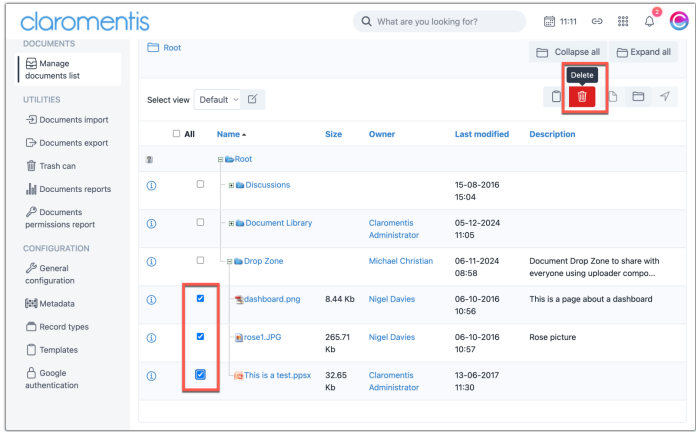 claromentis
What are you looking for?
11:11
2
DOCUMENTS
Manage
documents list
UTILITIES
Documents import
Documents export
Trash can
Documents reports
Documents
permissions report
CONFIGURATION
General
configuration
Metadata
Record types
Templates
Google
authentication
Root
Collapse all
Expand all
Delete
Select view
Default
All
Name
Size
Owner
Last modified
Description
Root
Discussions
15-08-2016
15:04
Document Library
Claromentis
Administrator
05-12-2024
11:05
Drop Zone
Michael Christian
06-11-2024
08:58
Document Drop Zone to share with
everyone using uploader compo...
dashboard.png
8.44 Kb
Nigel Davies
06-10-2016
10:56
This is a page about a dashboard
rose1.JPG
265.71
Kb
Nigel Davies
06-10-2016
10:57
Rose picture
This is a test.ppsx
32.65
Kb
Claromentis
Administrator
13-06-2017
11:30